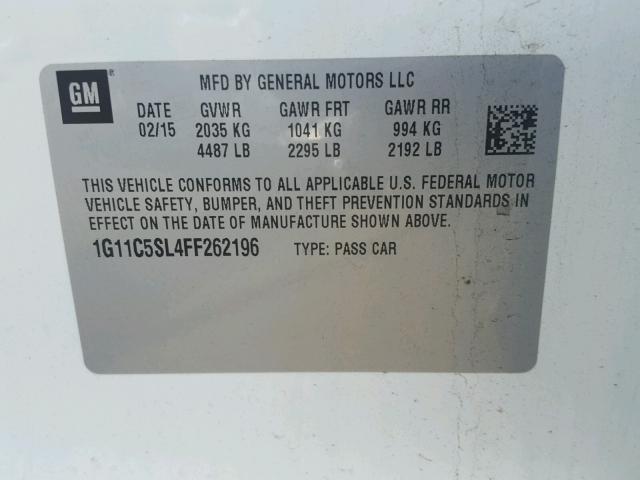 GM
MFD BY GENERAL MOTORS LLC
DATE GVWR GAWR FRT GAWR RR
02/15 2035 KG 1041 KG 994 KG
4487 LB 2295 LB 2192 LB
THIS VEHICLE CONFORMS TO ALL APPLICABLE U.S. FEDERAL MOTOR
VEHICLE SAFETY, BUMPER, AND THEFT PREVENTION STANDARDS IN
EFFECT ON THE DATE OF MANUFACTURE SHOWN ABOVE.
1G11C5SL4FF262196 TYPE: PASS CAR